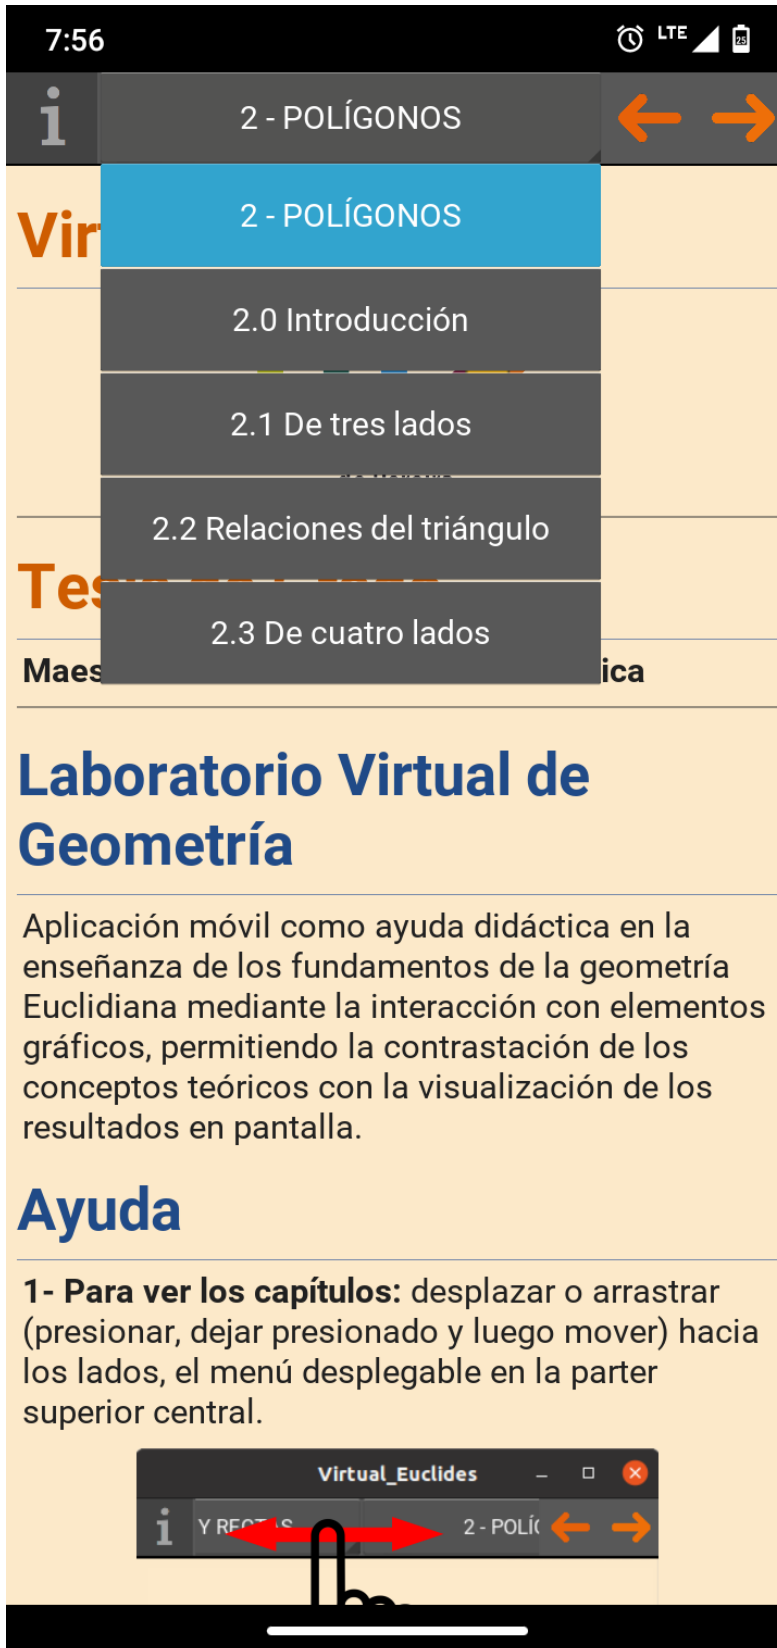 7:56
LTE
25
i
2 - POLÍGONOS
2 - POLÍGONOS
2.0 Introducción
2.1 De tres lados
2.2 Relaciones del triángulo
2.3 De cuatro lados
Laboratorio Virtual de
Geometría
Aplicación móvil como ayuda didáctica en la
enseñanza de los fundamentos de la geometría
Euclidiana mediante la interacción con elementos
gráficos, permitiendo la contrastación de los
conceptos teóricos con la visualización de los
resultados en pantalla.
Ayuda
1- Para ver los capítulos: desplazar o arrastrar
(presionar, dejar presionado y luego mover) hacia
los lados, el menú desplegable en la parter
superior central.
Virtual_Euclides
i
Y
2 - POLÍG